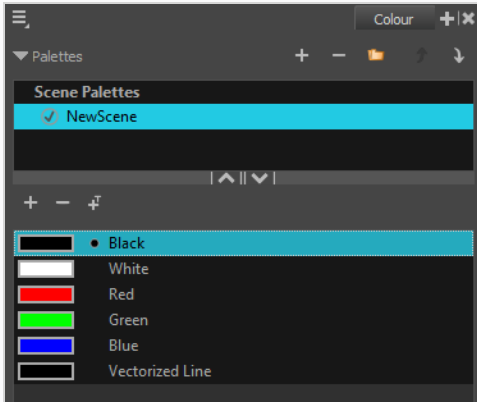 Colour
Palettes
Scene Palettes
NewScene
Black
White
Red
Green
Blue
Vectorized Line